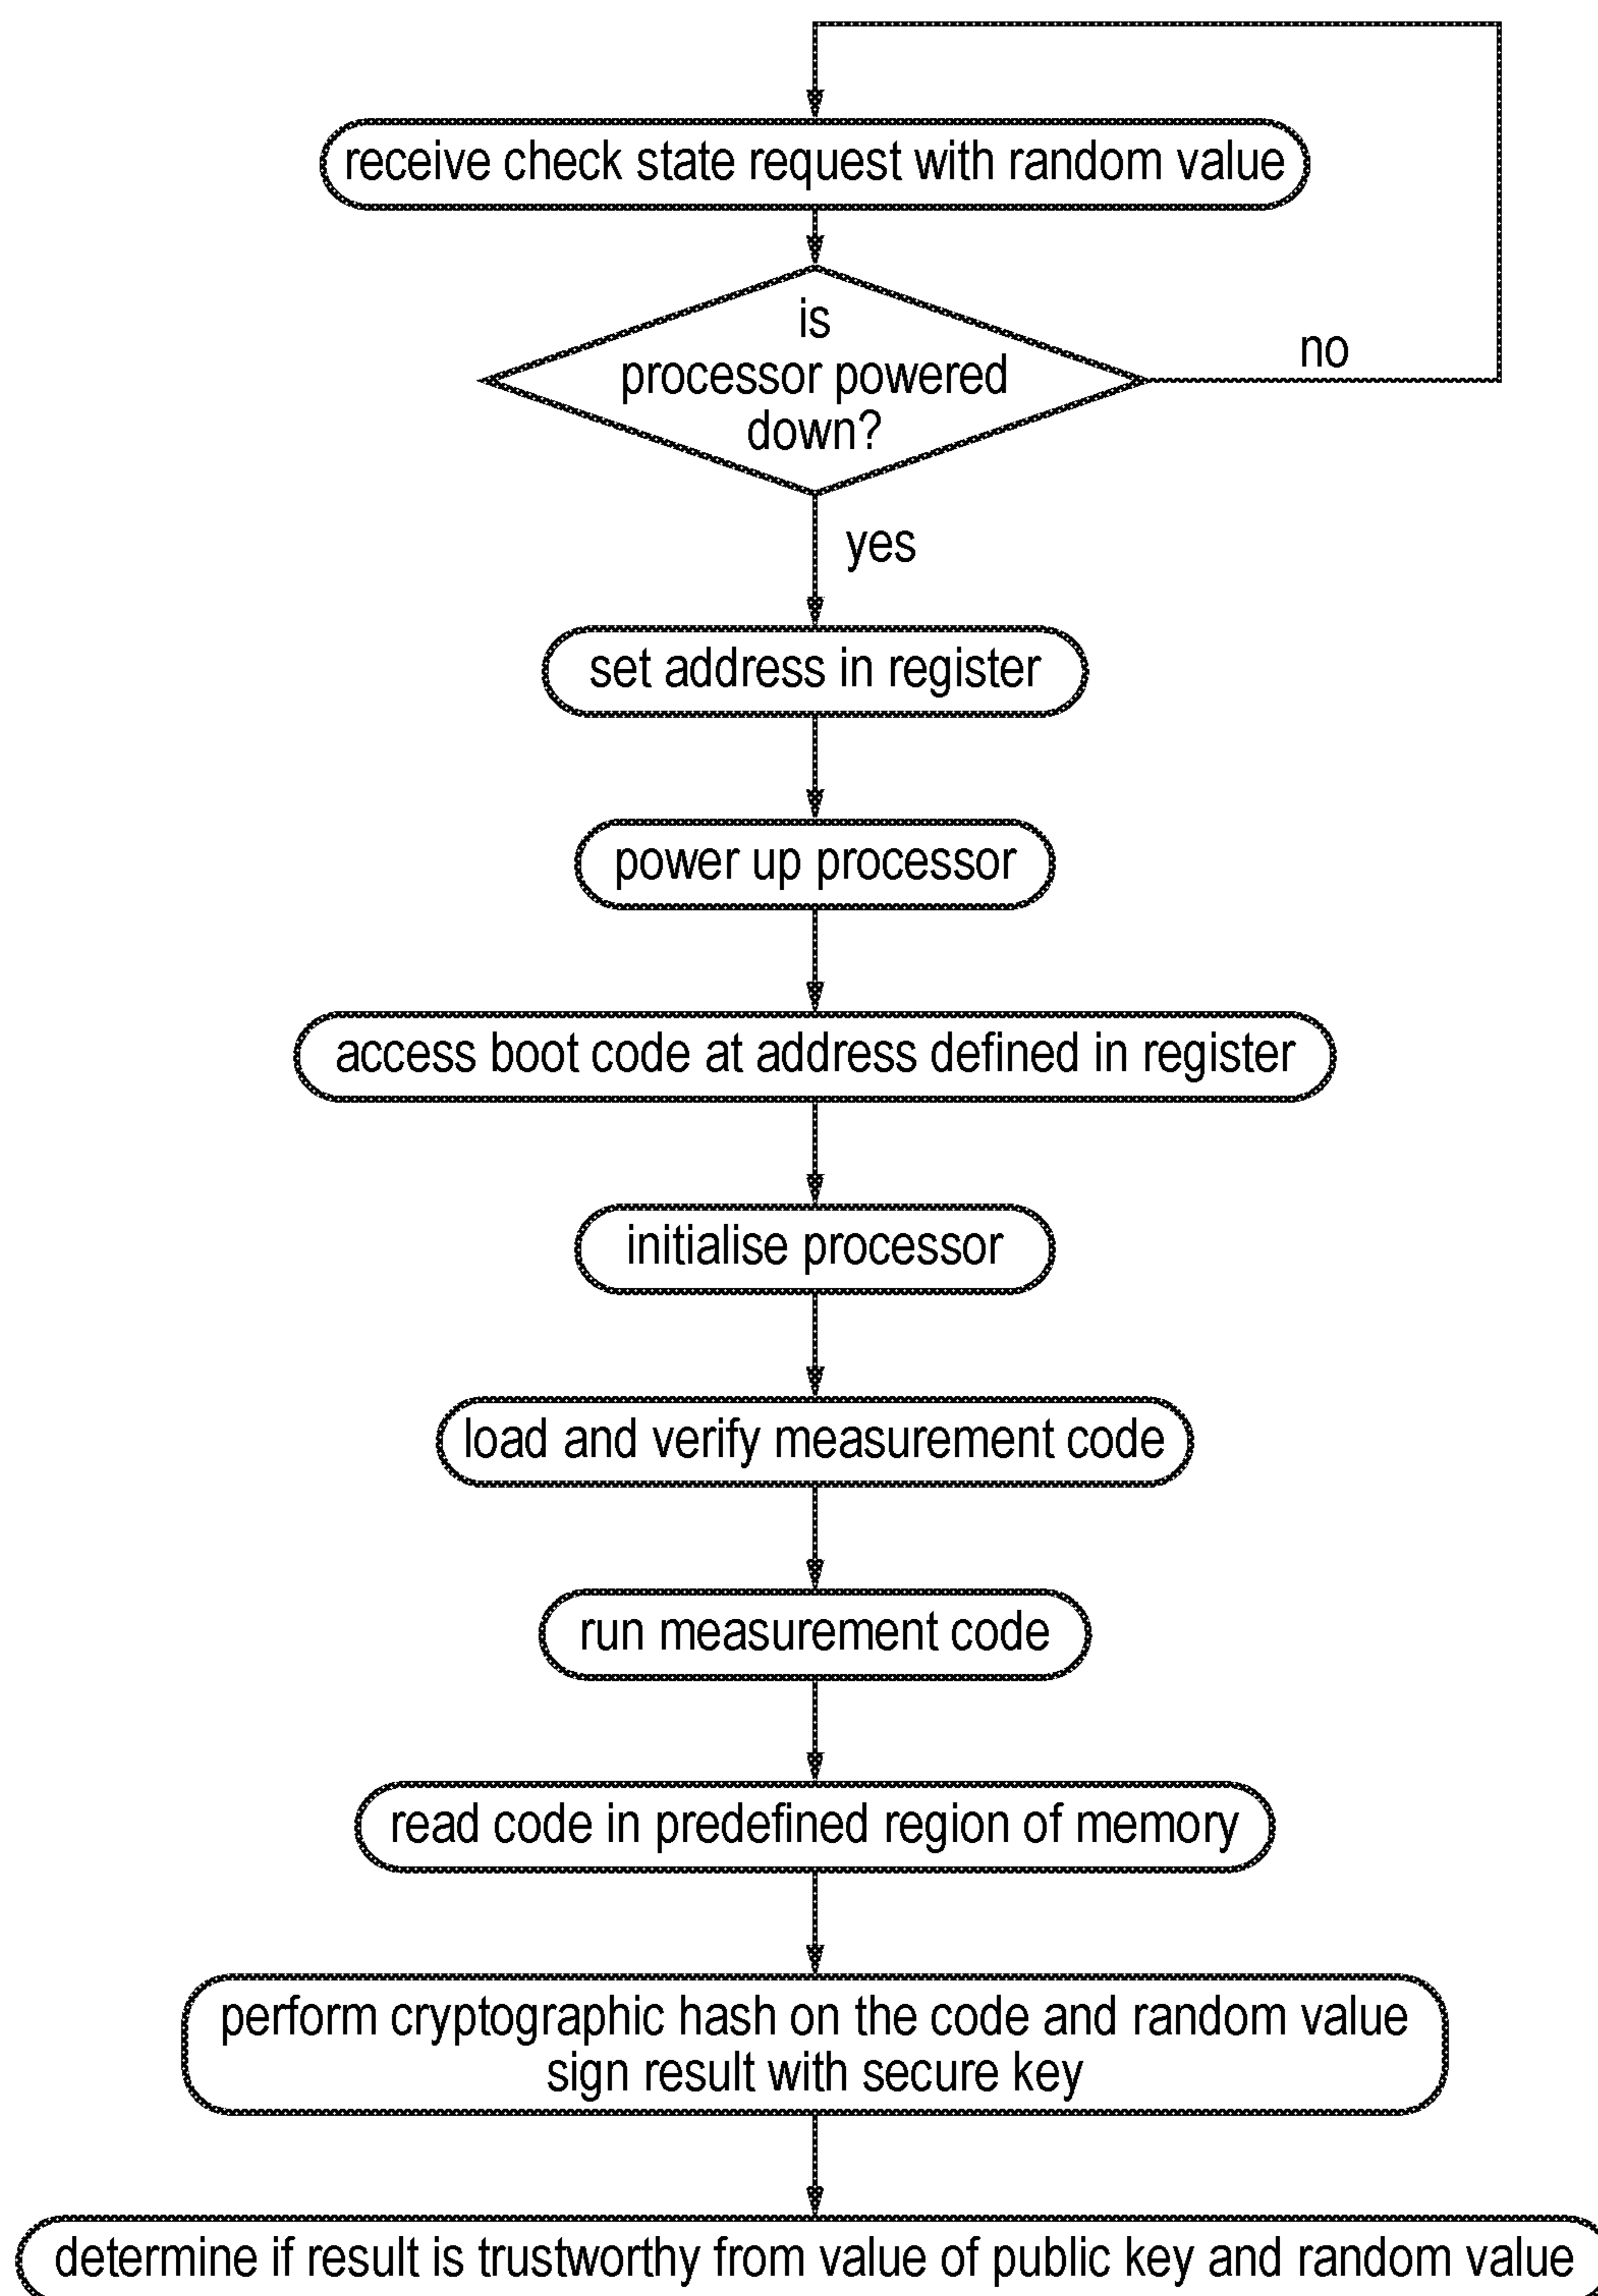 receive check state request with random value
is
processor powered
down?
no
yes
set address in register
power up processor
access boot code at address defined in register
initialise processor
load and verify measurement code
run measurement code
read code in predefined region of memory
perform cryptographic hash on the code and random value
sign result with secure key
determine if result is trustworthy from value of public key and random value